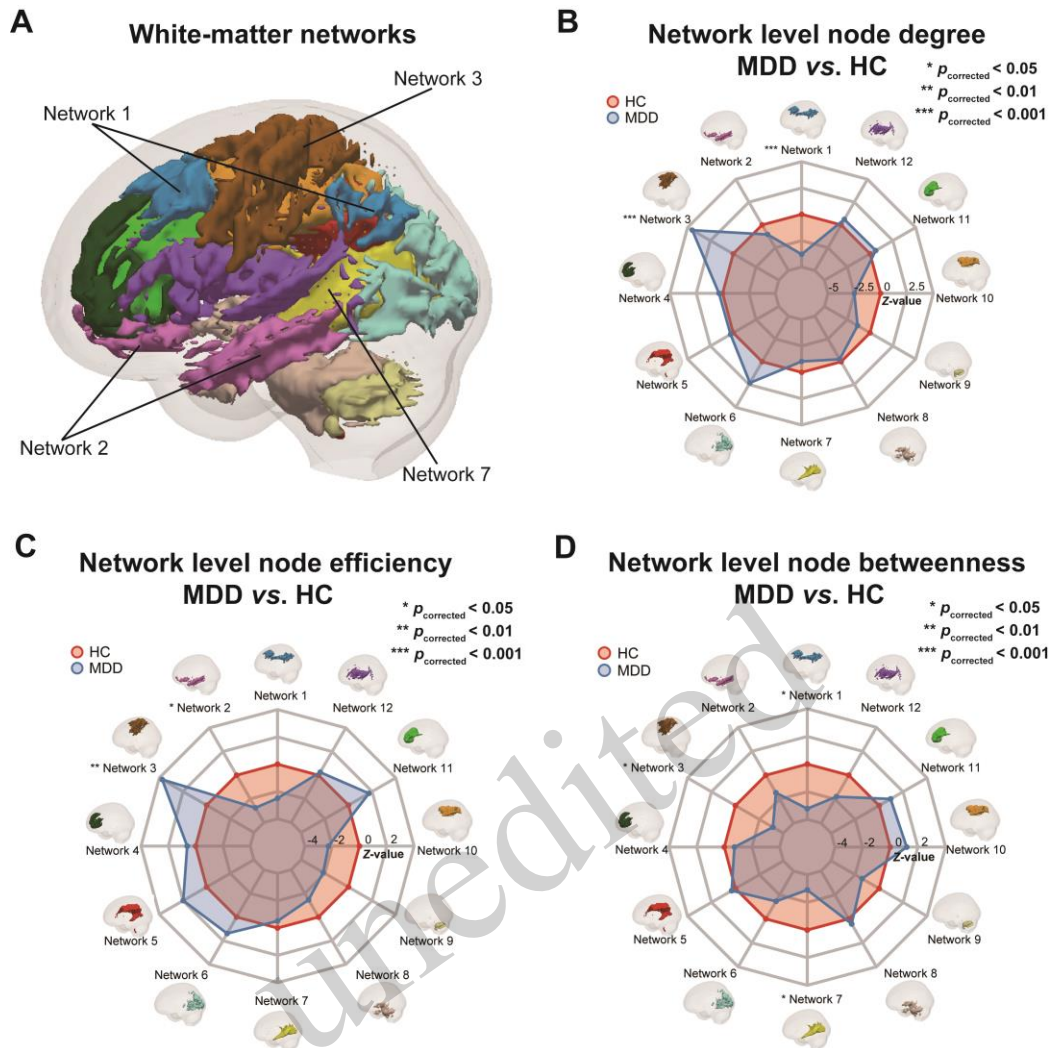 A
White-matter networks
Network 3
Network 1
Network 2
Network 7
B
Network level node degree
MDD vs. HC
* pcorrected < 0.05
** pcorrected < 0.01
*** pcorrected < 0.001
HC
MDD
*** Network 1
Network 2
Network 12
*** Network 3
Network 11
Network 4
Network 10
-5
-2.5
0
2.5
Z-value
Network 5
Network 9
Network 6
Network 8
Network 7
C
Network level node efficiency
MDD vs. HC
* pcorrected < 0.05
** pcorrected < 0.01
*** pcorrected < 0.001
HC
MDD
Network 1
* Network 2
Network 12
** Network 3
Network 11
Network 4
Network 10
-4
-2
0
2
Z-value
Network 5
Network 9
Network 6
Network 8
Network 7
D
Network level node betweenness
MDD vs. HC
* pcorrected < 0.05
** pcorrected < 0.01
*** pcorrected < 0.001
HC
MDD
* Network 1
Network 2
Network 12
* Network 3
Network 11
Network 4
Network 10
-4
-2
0
2
Z-value
Network 5
Network 9
Network 6
Network 8
* Network 7
unedited